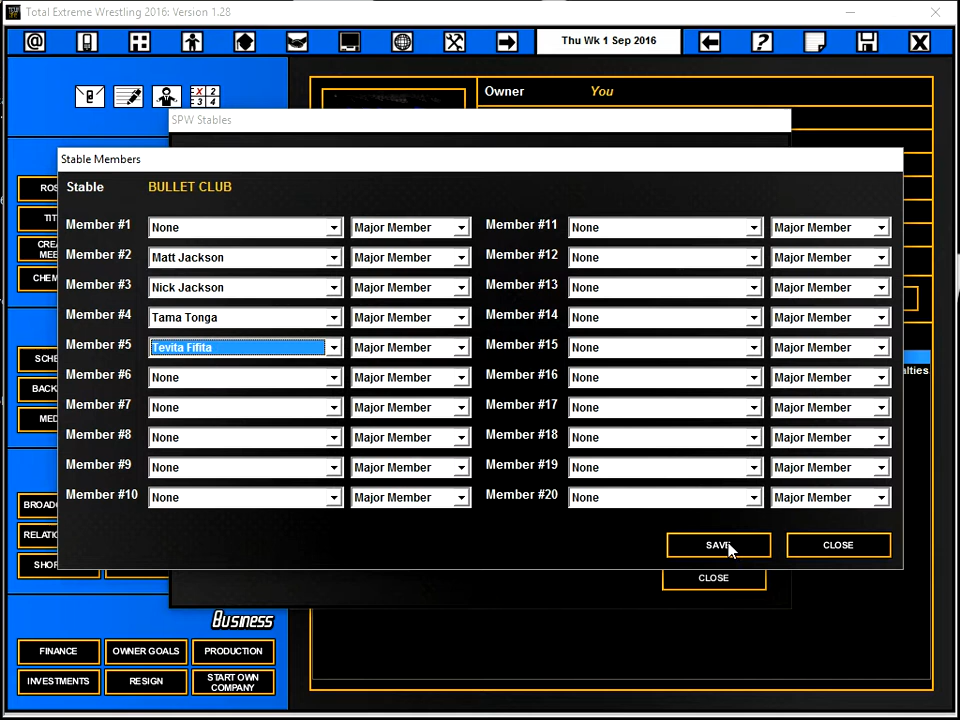 Total Extreme Wrestling 2016: Version 1.28
Thu Wk 1 Sep 2016
Owner You
SPW Stables
Stable Members
Stable BULLET CLUB
Member #1 None Major Member Member #11 None Major Member
Member #2 Matt Jackson Major Member Member #12 None Major Member
Member #3 Nick Jackson Major Member Member #13 None Major Member
Member #4 Tama Tonga Major Member Member #14 None Major Member
Member #5 Tevita Fifita Major Member Member #15 None Major Member
Member #6 None Major Member Member #16 None Major Member
Member #7 None Major Member Member #17 None Major Member
Member #8 None Major Member Member #18 None Major Member
Member #9 None Major Member Member #19 None Major Member
Member #10 None Major Member Member #20 None Major Member
SAVE CLOSE
CLOSE
Business
FINANCE OWNER GOALS PRODUCTION
INVESTMENTS RESIGN START OWN
COMPANY